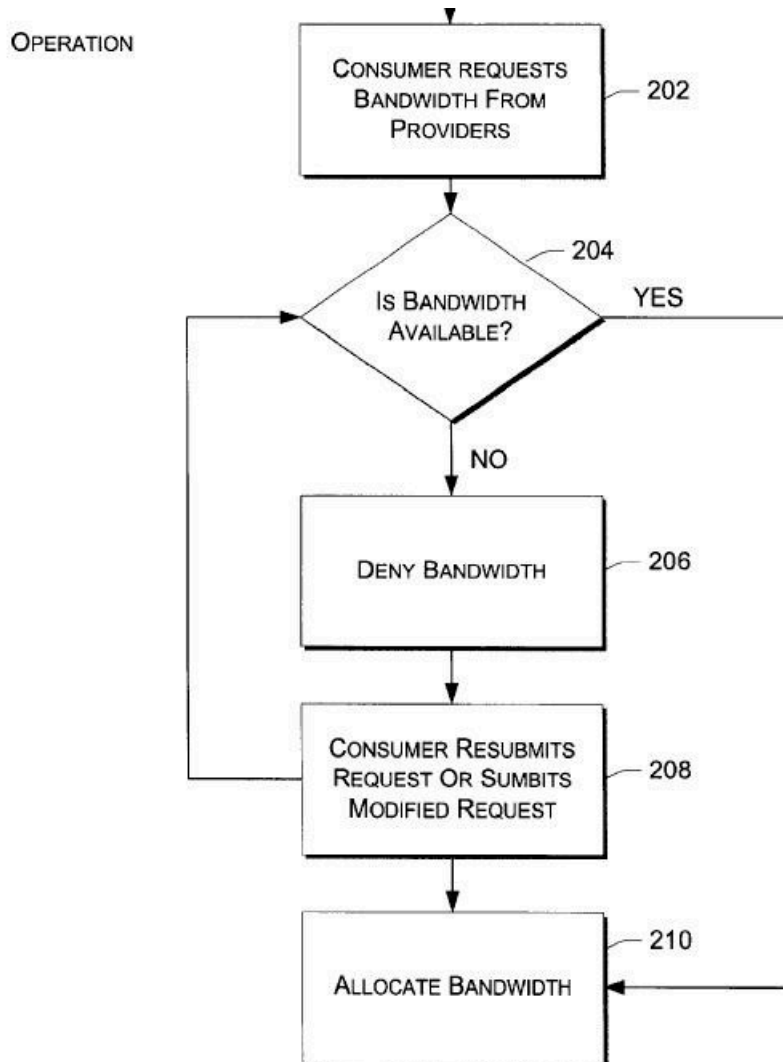 OPERATION
CONSUMER REQUESTS
BANDWIDTH FROM
PROVIDERS
202
204
IS BANDWIDTH
AVAILABLE?
YES
NO
DENY BANDWIDTH
206
CONSUMER RESUBMITS
REQUEST OR SUMBITS
MODIFIED REQUEST
208
210
ALLOCATE BANDWIDTH